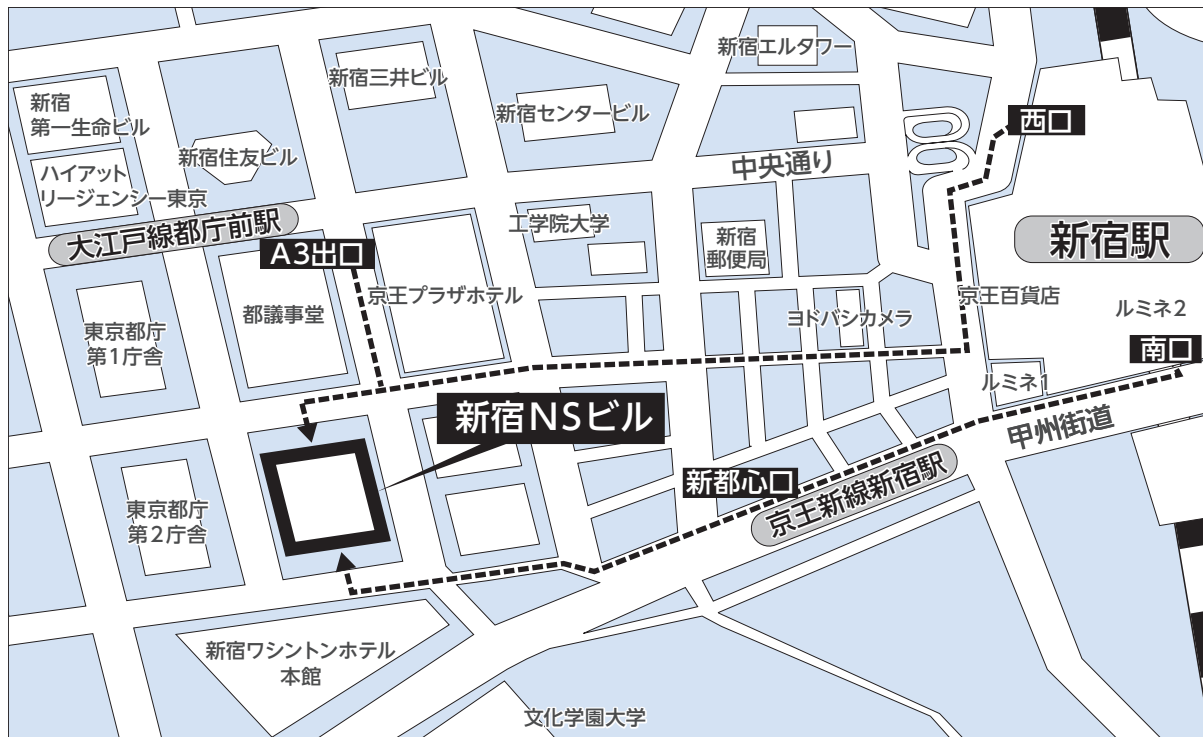 新宿エルタワー
新宿三井ビル
新宿
第一生命ビル
新宿センタービル
西口
新宿住友ビル
中央通り
ハイアット
リージェンシー東京
工学院大学
大江戸線都庁前駅
A3出口
新宿
郵便局
新宿駅
京王プラザホテル
京王百貨店
都議事堂
ヨドバシカメラ
ルミネ2
東京都庁
第1庁舎
南口
ルミネ1
新宿NSビル
甲州街道
新都心口
京王新線新宿駅
東京都庁
第2庁舎
新宿ワシントンホテル
本館
文化学園大学